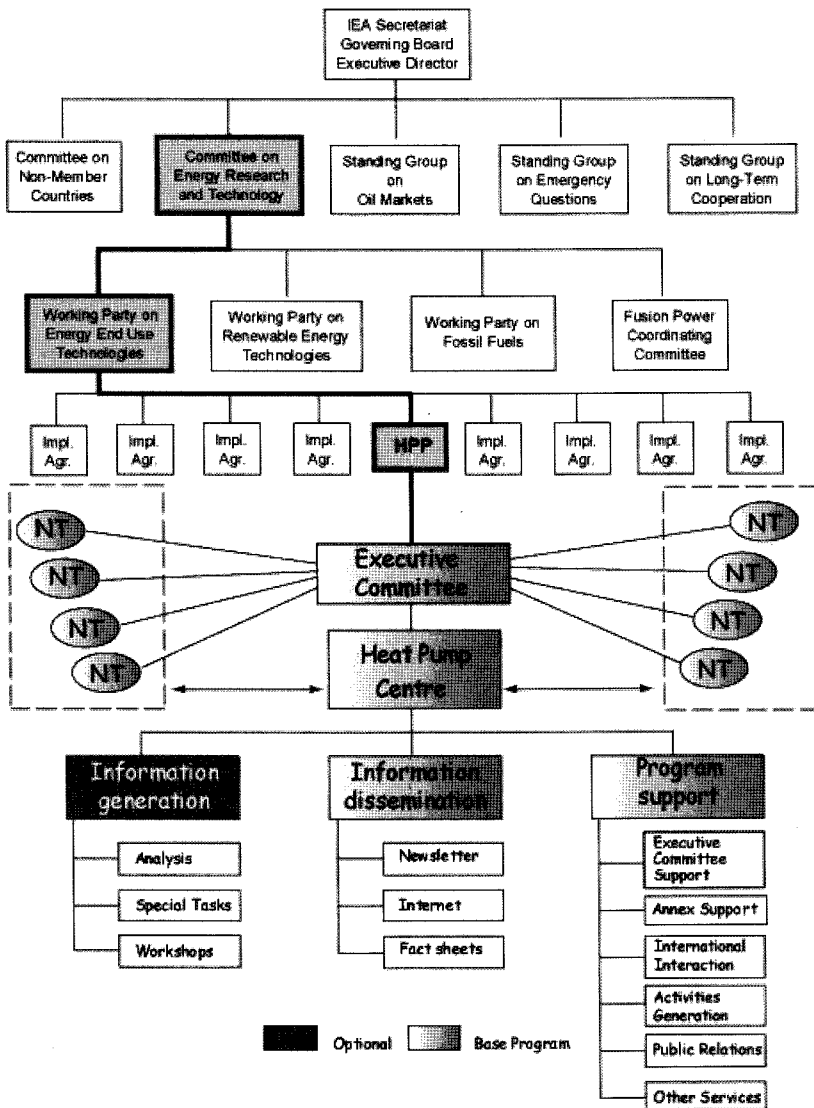 IEA Secretariat
Governing Board
Executive Director
Committee on
Non-Member
Countries
Committee on
Energy Research
and Technology
Standing Group
on
Oil Markets
Standing Group
on Emergency
Questions
Standing Group
on Long-Term
Cooperation
Working Party on
Energy End Use
Technologies
Working Party on
Renewable Energy
Technologies
Working Party on
Fossil Fuels
Fusion Power
Coordinating
Committee
Impl.
Agr.
Impl.
Agr.
Impl.
Agr.
Impl.
Agr.
HPP
Impl.
Agr.
Impl.
Agr.
Impl.
Agr.
Impl.
Agr.
NT
NT
NT
NT
Executive
Committee
NT
NT
NT
NT
Heat Pump
Centre
Information
generation
Analysis
Special Tasks
Workshops
Information
dissemination
Newsletter
Internet
Fact sheets
Program
support
Executive
Committee
Support
Annex Support
International
Interaction
Activities
Generation
Public Relations
Other Services
Optional
Base Program